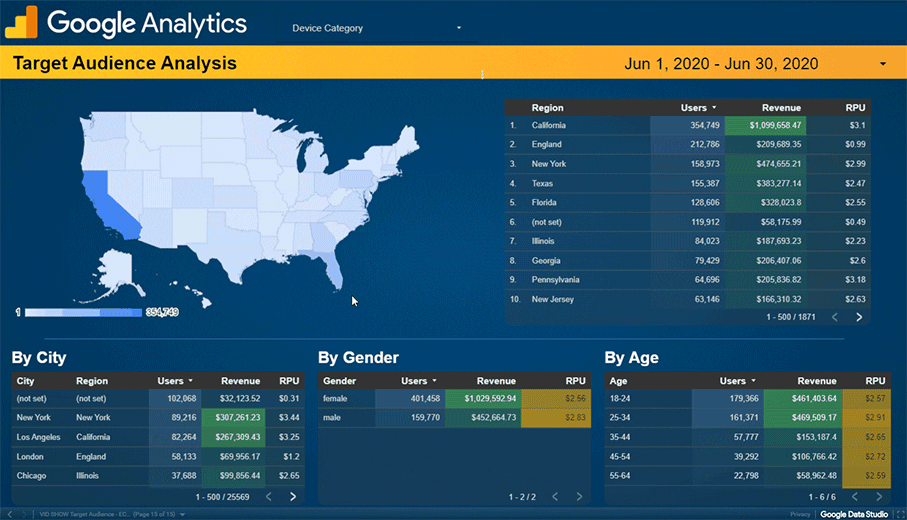 Google Analytics
Device Category
Target Audience Analysis
Jun 1, 2020 - Jun 30, 2020
Region Users Revenue RPU
1. California 354,749 $1,099,658.47 $3.1
2. England 212,786 $209,689.35 $0.99
3. New York 158,973 $474,655.21 $2.99
4. Texas 155,387 $383,277.14 $2.47
5. Florida 128,606 $328,023.8 $2.55
6. (not set) 119,912 $58,175.99 $0.49
7. Illinois 84,023 $187,693.23 $2.23
8. Georgia 79,429 $206,407.06 $2.6
9. Pennsylvania 64,696 $205,836.82 $3.18
10. New Jersey 63,146 $166,310.32 $2.63
1 - 500 / 1871
1 354,749
By City
City Region Users Revenue RPU
(not set) (not set) 102,068 $32,123.52 $0.31
New York New York 89,216 $307,261.23 $3.44
Los Angeles California 82,264 $267,309.43 $3.25
London England 58,133 $69,956.17 $1.2
Chicago Illinois 37,688 $99,856.44 $2.65
1 - 500 / 25569
By Gender
Gender Users Revenue RPU
female 401,458 $1,029,592.94 $2.56
male 159,770 $452,664.73 $2.83
1 - 2 / 2
By Age
Age Users Revenue RPU
18-24 179,366 $461,403.64 $2.57
25-34 161,371 $469,509.17 $2.91
35-44 57,777 $153,187.4 $2.65
45-54 39,292 $106,766.42 $2.72
55-64 22,798 $58,962.48 $2.59
1 - 6 / 6
VID SHOW Target Audience - EC... (Page 15 of 15)
Privacy
Google Data Studio